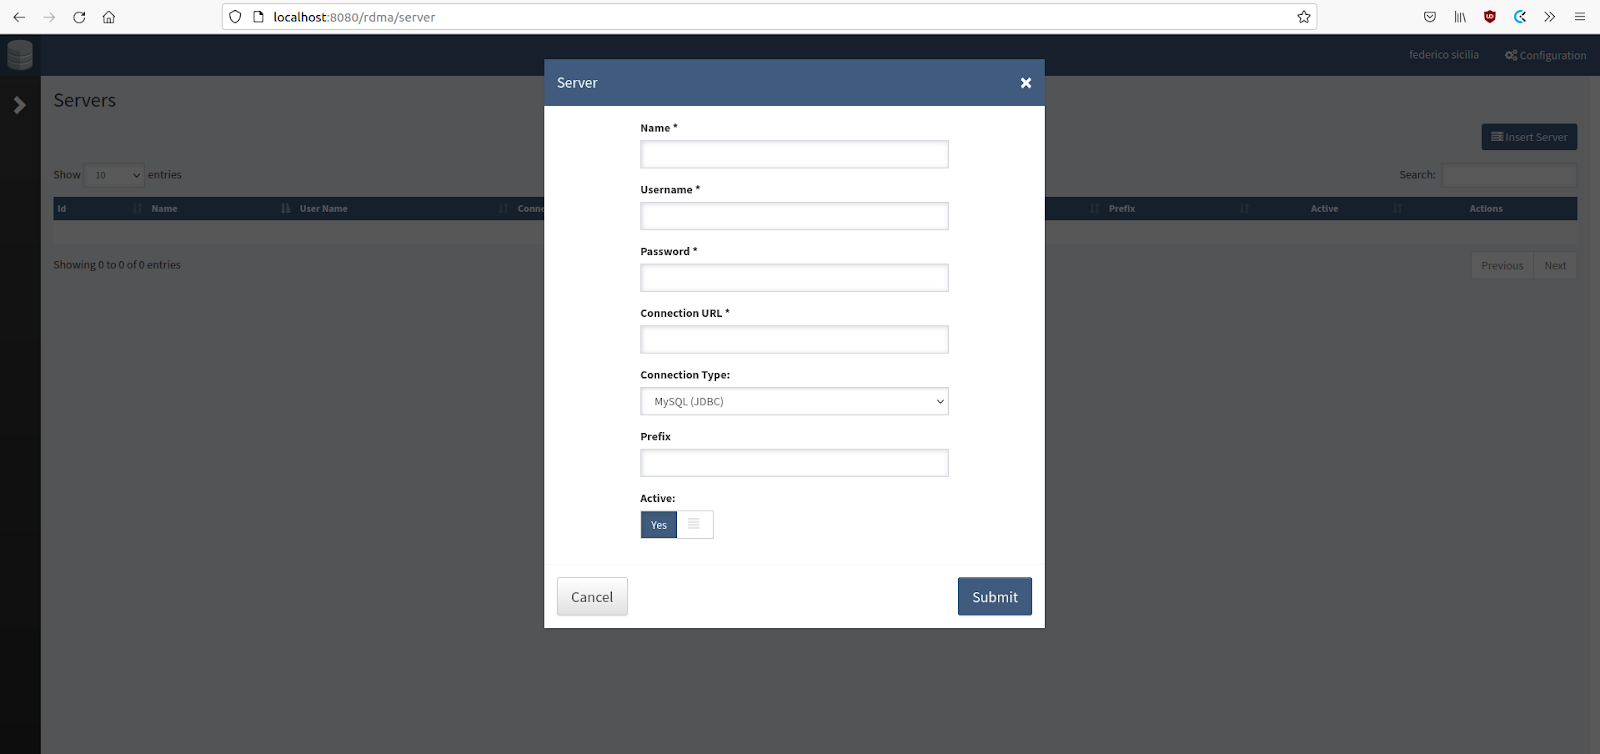 localhost:8080/rdma/server
federico sicilia Configuration
Servers
Insert Server
Show 10 entries Search:
Id Name User Name Conne Prefix Active Actions
Showing 0 to 0 of 0 entries Previous Next
Server
Name *
Username *
Password *
Connection URL *
Connection Type:
MySQL (JDBC)
Prefix
Active:
Yes
Cancel Submit